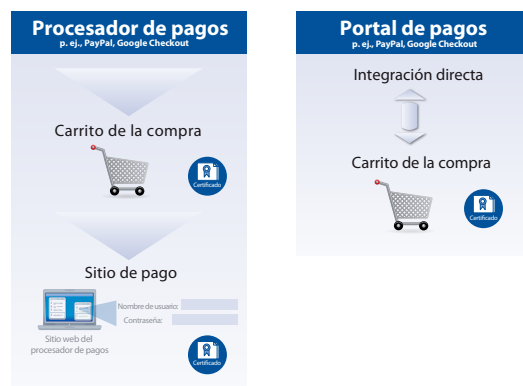 Procesador de pagos
p. ej., PayPal, Google Checkout
Carrito de la compra
Certificado
Sitio de pago
Nombre de usuario:
Contraseña:
Sitio web del
procesador de pagos
Certificado
Portal de pagos
p. ej., PayPal, Google Checkout
Integración directa
Carrito de la compra
Certificado